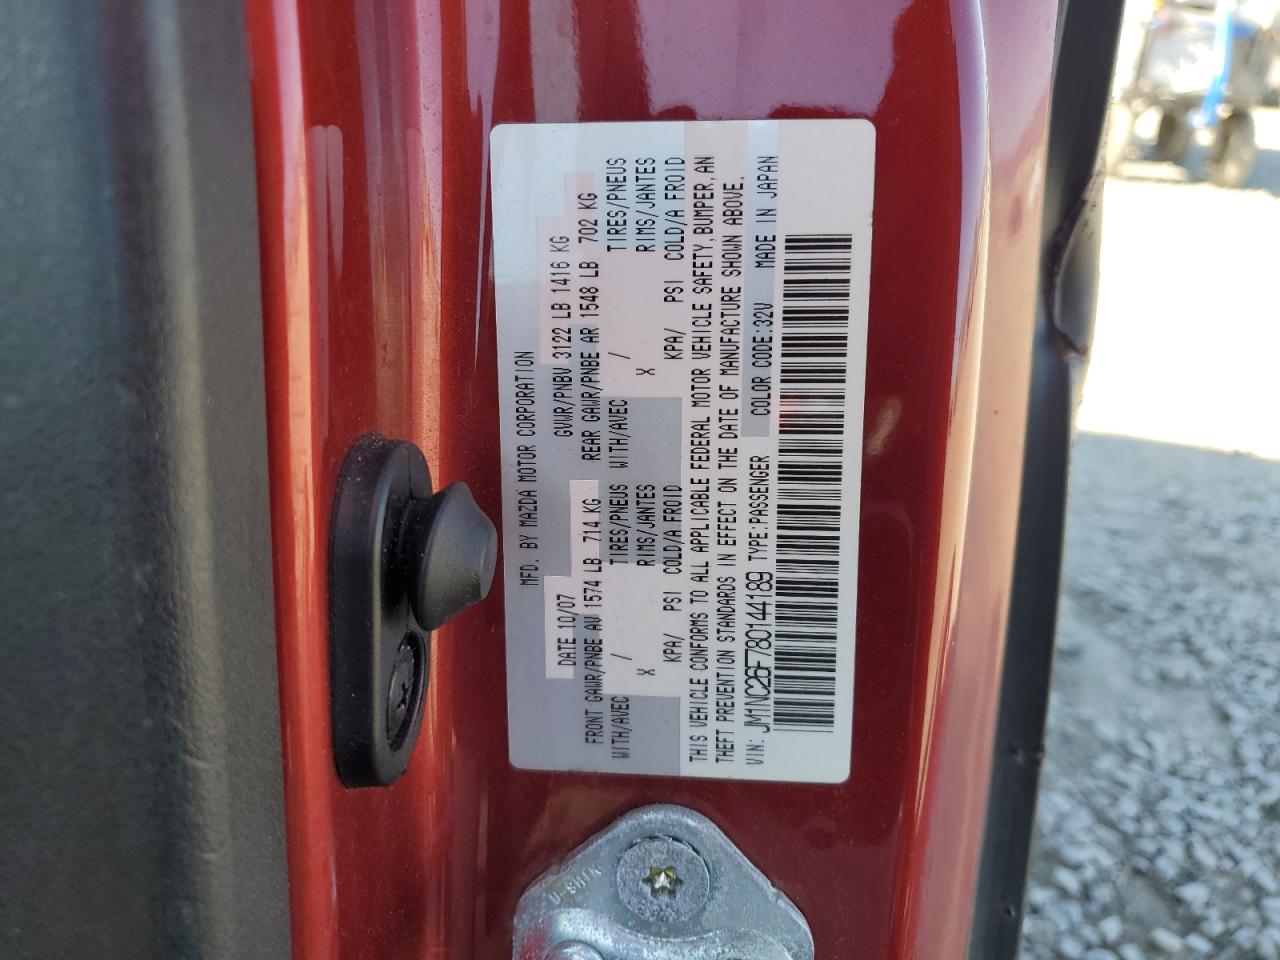 MFD. BY MAZDA MOTOR CORPORATION
DATE 10/07 GVWR/PNBV 3122 LB 1416 KG
FRONT GAWR/PNBE AV 1574 LB 714 KG REAR GAWR/PNBE AR 1548 LB 702 KG
WITH/AVEC / TIRES/PNEUS WITH/AVEC / TIRES/PNEUS
X RIMS/JANTES X RIMS/JANTES
KPA/ PSI COLD/A FROID KPA/ PSI COLD/A FROID
THIS VEHICLE CONFORMS TO ALL APPLICABLE FEDERAL MOTOR VEHICLE SAFETY, BUMPER, AN
THEFT PREVENTION STANDARDS IN EFFECT ON THE DATE OF MANUFACTURE SHOWN ABOVE.
VIN: JM1NC26F780144189 TYPE:PASSENGER COLOR CODE:32V MADE IN JAPAN